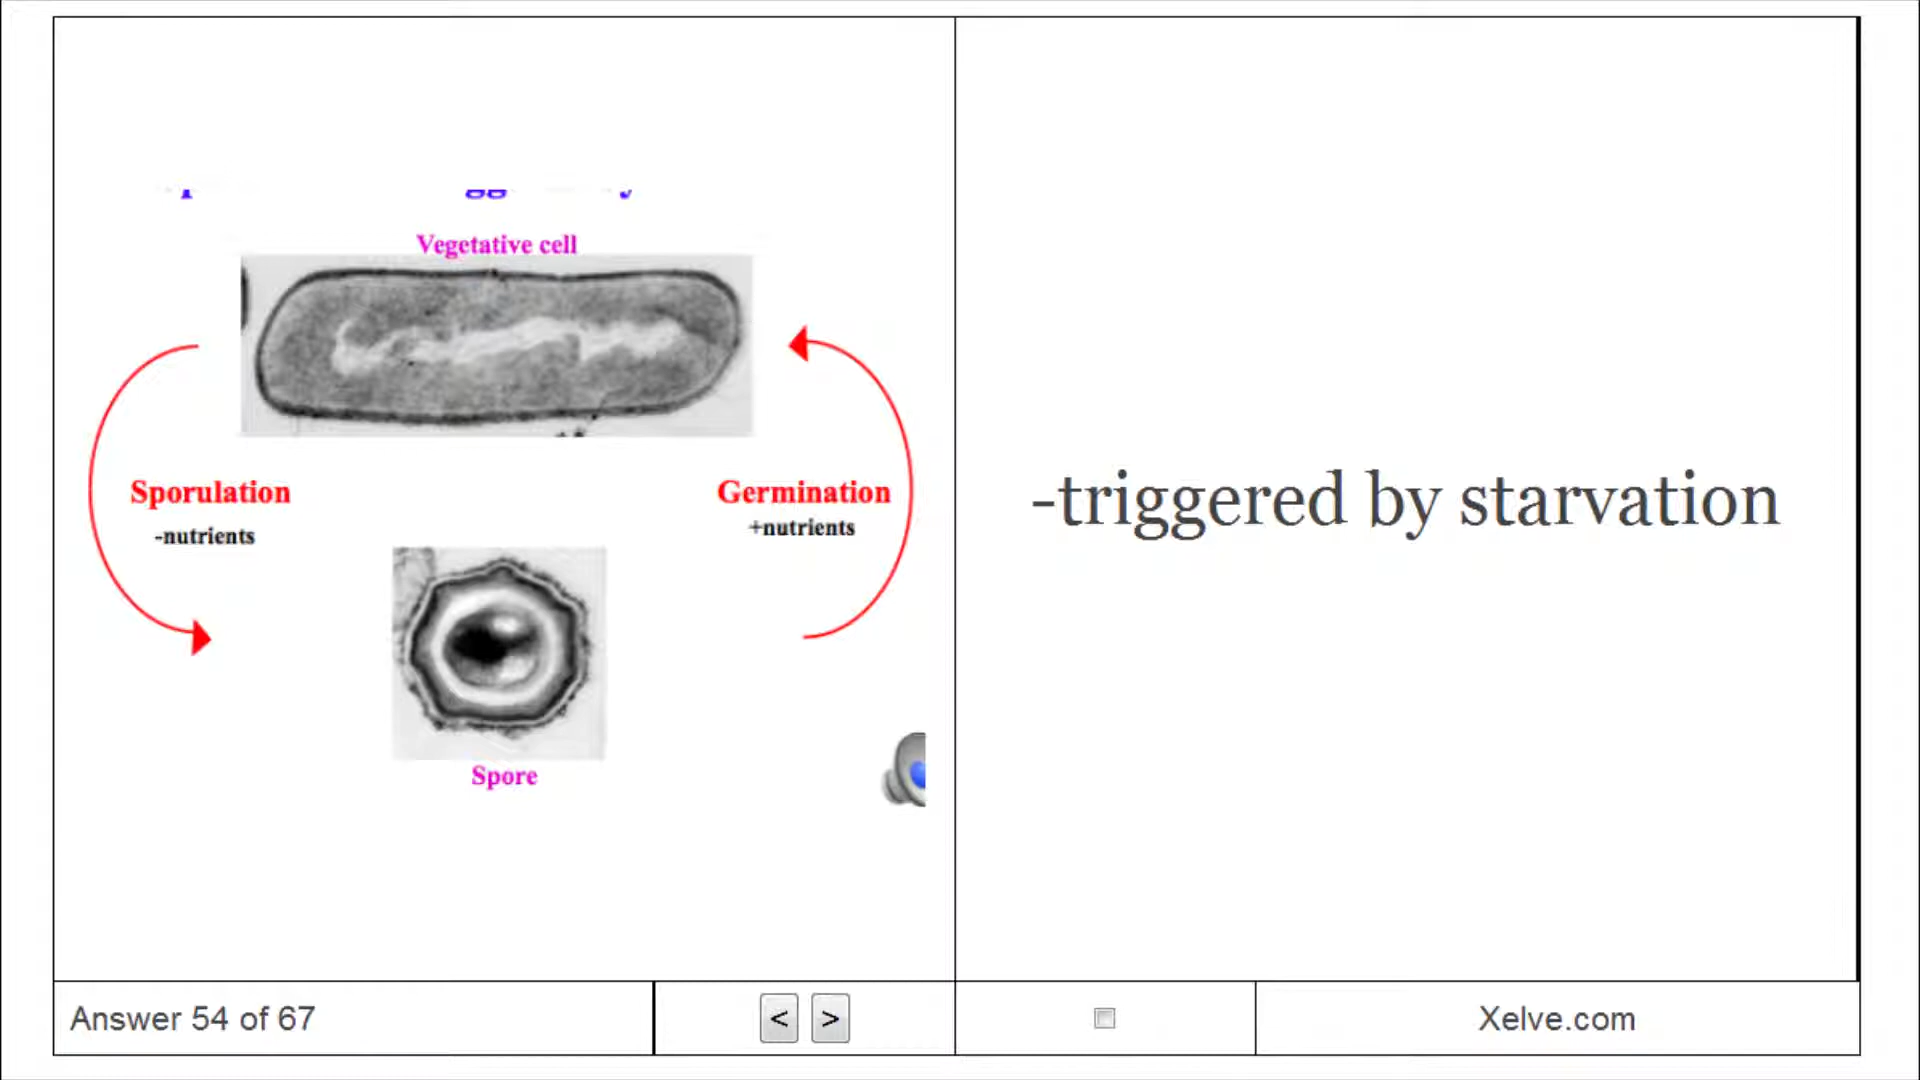 Vegetative cell
Sporulation
-nutrients
Germination
+nutrients
Spore
-triggered by starvation
Answer 54 of 67
<
>
Xelve.com